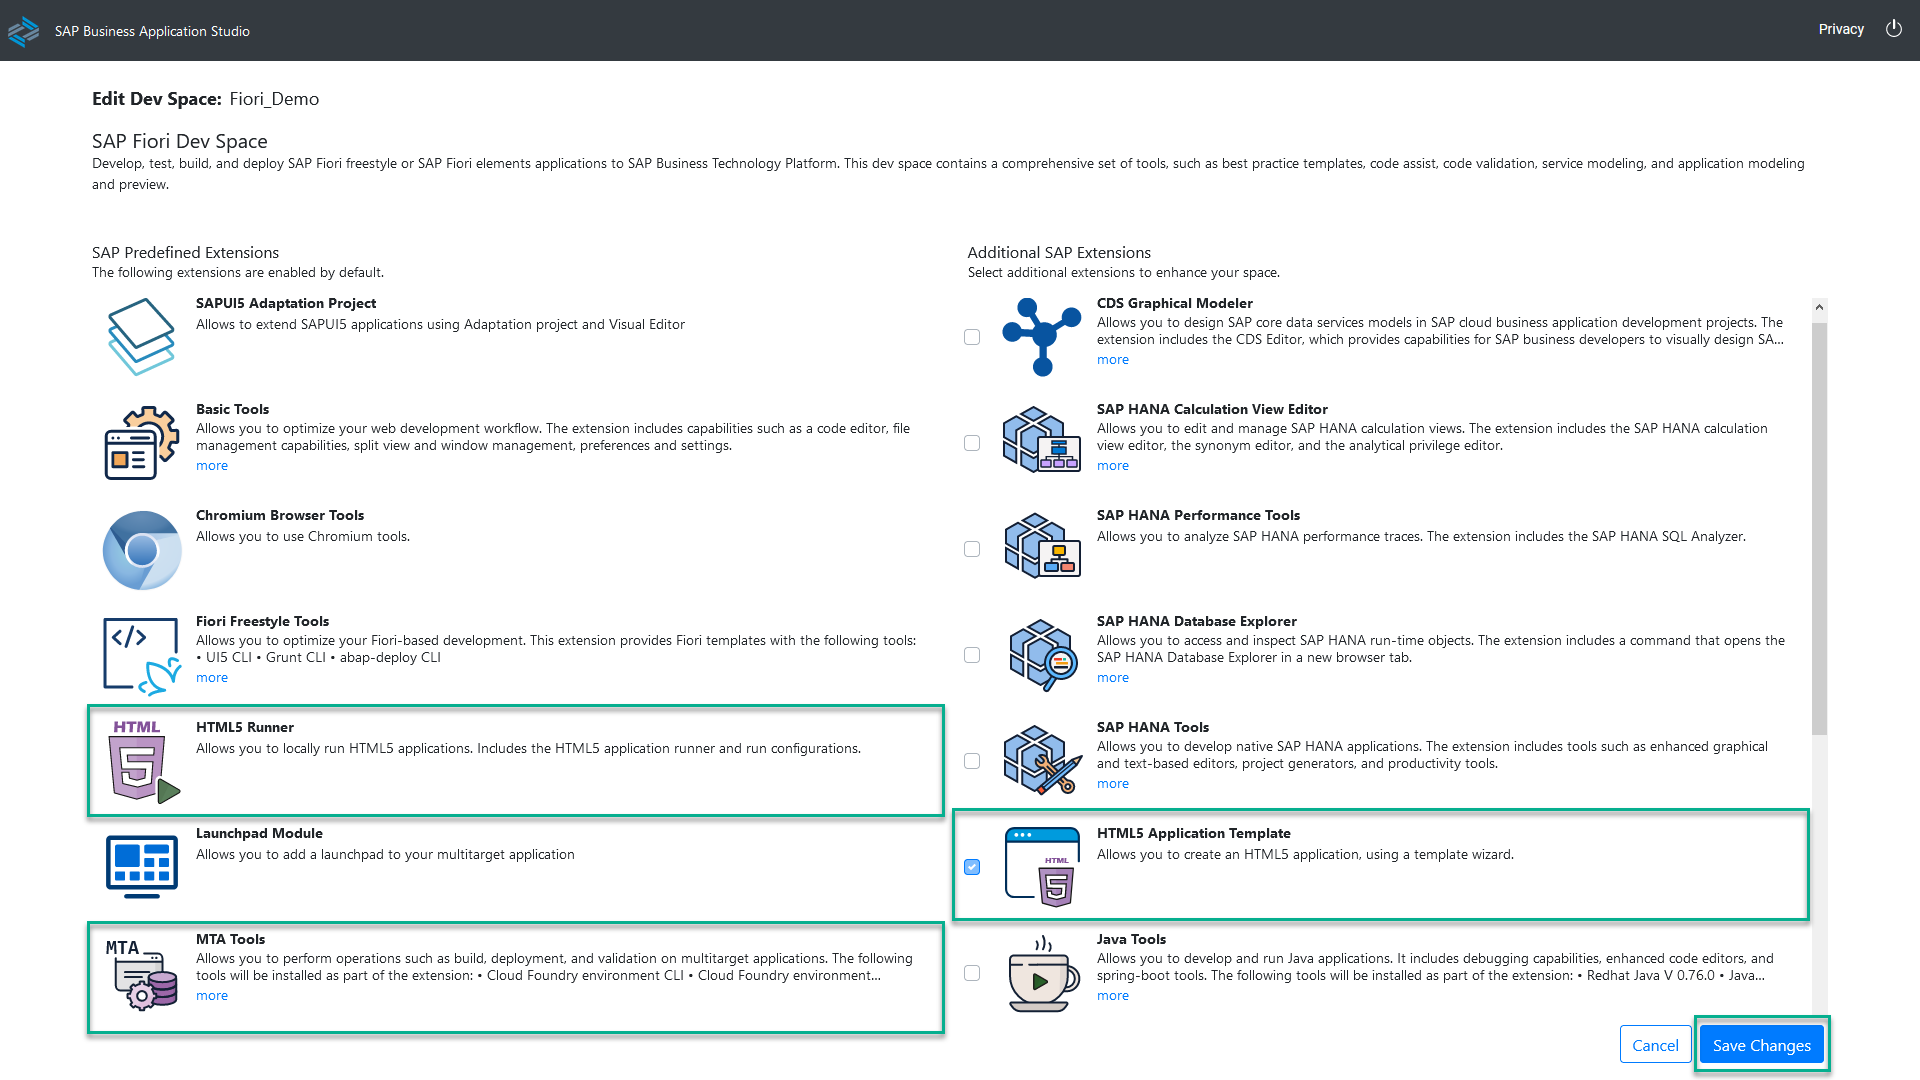 SAP Business Application Studio
Privacy
Edit Dev Space: Fiori_Demo
SAP Fiori Dev Space
Develop, test, build, and deploy SAP Fiori freestyle or SAP Fiori elements applications to SAP Business Technology Platform. This dev space contains a comprehensive set of tools, such as best practice templates, code assist, code validation, service modeling, and application modeling
and preview.
SAP Predefined Extensions
The following extensions are enabled by default.
SAPUI5 Adaptation Project
Allows to extend SAPUI5 applications using Adaptation project and Visual Editor
Basic Tools
Allows you to optimize your web development workflow. The extension includes capabilities such as a code editor, file
management capabilities, split view and window management, preferences and settings.
more
Chromium Browser Tools
Allows you to use Chromium tools.
</>
Fiori Freestyle Tools
Allows you to optimize your Fiori-based development. This extension provides Fiori templates with the following tools:
• UI5 CLI • Grunt CLI • abap-deploy CLI
more
HTML
5
HTML5 Runner
Allows you to locally run HTML5 applications. Includes the HTML5 application runner and run configurations.
Launchpad Module
Allows you to add a launchpad to your multitarget application
MTA
MTA Tools
Allows you to perform operations such as build, deployment, and validation on multitarget applications. The following
tools will be installed as part of the extension: • Cloud Foundry environment CLI • Cloud Foundry environment...
more
Additional SAP Extensions
Select additional extensions to enhance your space.
CDS Graphical Modeler
Allows you to design SAP core data services models in SAP cloud business application development projects. The
extension includes the CDS Editor, which provides capabilities for SAP business developers to visually design SA...
more
SAP HANA Calculation View Editor
Allows you to edit and manage SAP HANA calculation views. The extension includes the SAP HANA calculation
view editor, the synonym editor, and the analytical privilege editor.
more
SAP HANA Performance Tools
Allows you to analyze SAP HANA performance traces. The extension includes the SAP HANA SQL Analyzer.
SAP HANA Database Explorer
Allows you to access and inspect SAP HANA run-time objects. The extension includes a command that opens the
SAP HANA Database Explorer in a new browser tab.
more
SAP HANA Tools
Allows you to develop native SAP HANA applications. The extension includes tools such as enhanced graphical
and text-based editors, project generators, and productivity tools.
more
HTML
5
HTML5 Application Template
Allows you to create an HTML5 application, using a template wizard.
Java Tools
Allows you to develop and run Java applications. It includes debugging capabilities, enhanced code editors, and
spring-boot tools. The following tools will be installed as part of the extension: • Redhat Java V 0.76.0 • Java...
more
Cancel
Save Changes